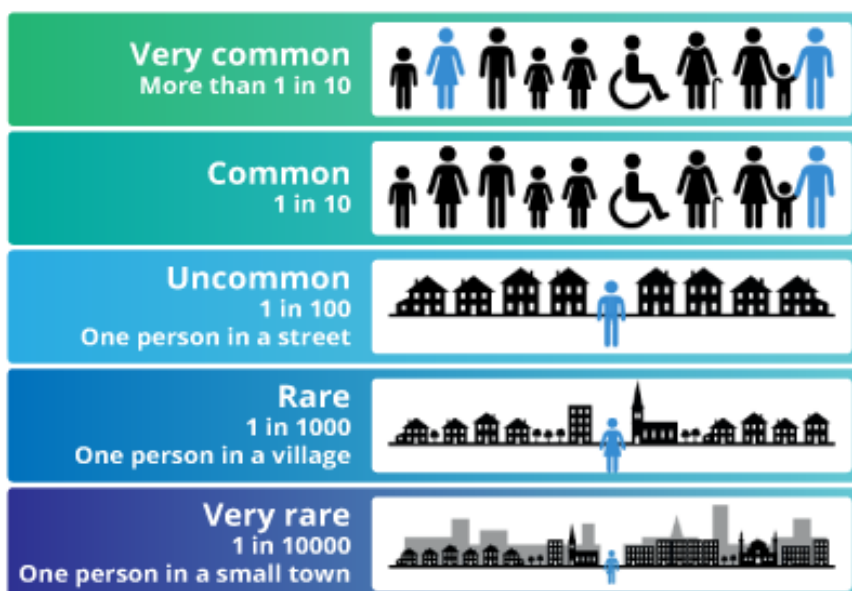 Very common
More than 1 in 10
Common
1 in 10
Uncommon
1 in 100
One person in a street
Rare
1 in 1000
One person in a village
Very rare
1 in 10000
One person in a small town